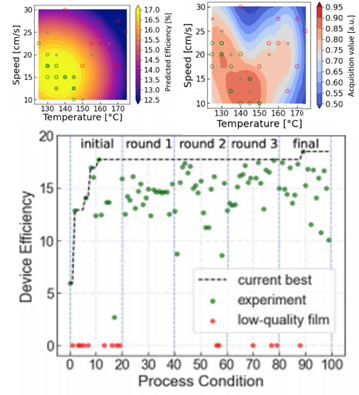 Speed [cm/s]
30
25
20
15
10
130 140 150 160 170
Temperature [°C]
17.0
16.5
16.0
15.5
15.0
14.5
14.0
13.5
13.0
12.5
Predicted Efficiency [%]
Speed [cm/s]
30
25
20
15
10
130 140 150 160 170
Temperature [°C]
0.95
0.90
0.85
0.80
0.75
0.70
0.65
0.60
0.55
0.50
Acquisition value [a.u.]
Device Efficiency
20
15
10
5
0
initial round 1 round 2 round 3 final
current best
experiment
low-quality film
0 10 20 30 40 50 60 70 80 90 100
Process Condition